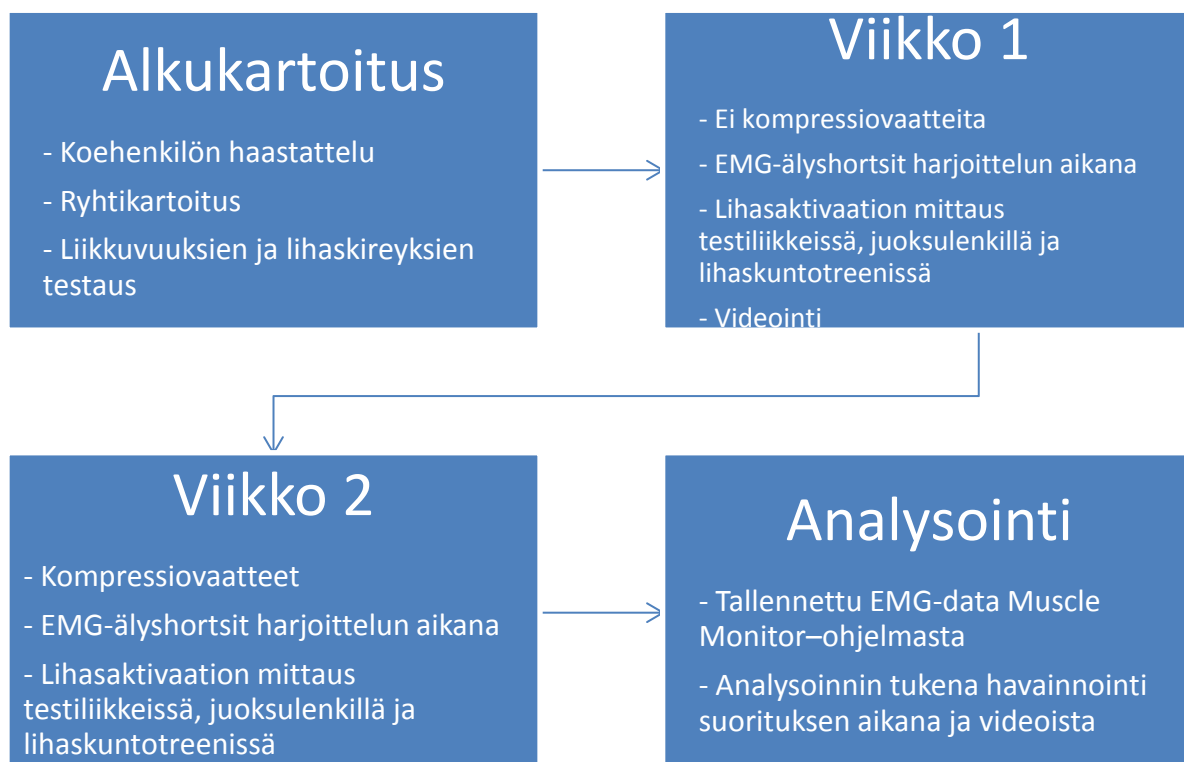 Alkukartoitus
- Koehenkilön haastattelu
- Ryhtikartoitus
- Liikkuvuuksien ja lihaskireyksien
testaus
Viikko 1
- Ei kompressiovaatteita
- EMG-älyshortsit harjoittelun aikana
- Lihasaktivaation mittaus
testiliikkeissä, juoksulenkillä ja
lihaskuntotreenissä
- Videointi
Viikko 2
- Kompressiovaatteet
- EMG-älyshortsit harjoittelun aikana
- Lihasaktivaation mittaus
testiliikkeissä, juoksulenkillä ja
lihaskuntotreenissä
Analysointi
- Tallennettu EMG-data Muscle
Monitor–ohjelmasta
- Analysoinnin tukena havainnointi
suorituksen aikana ja videoista